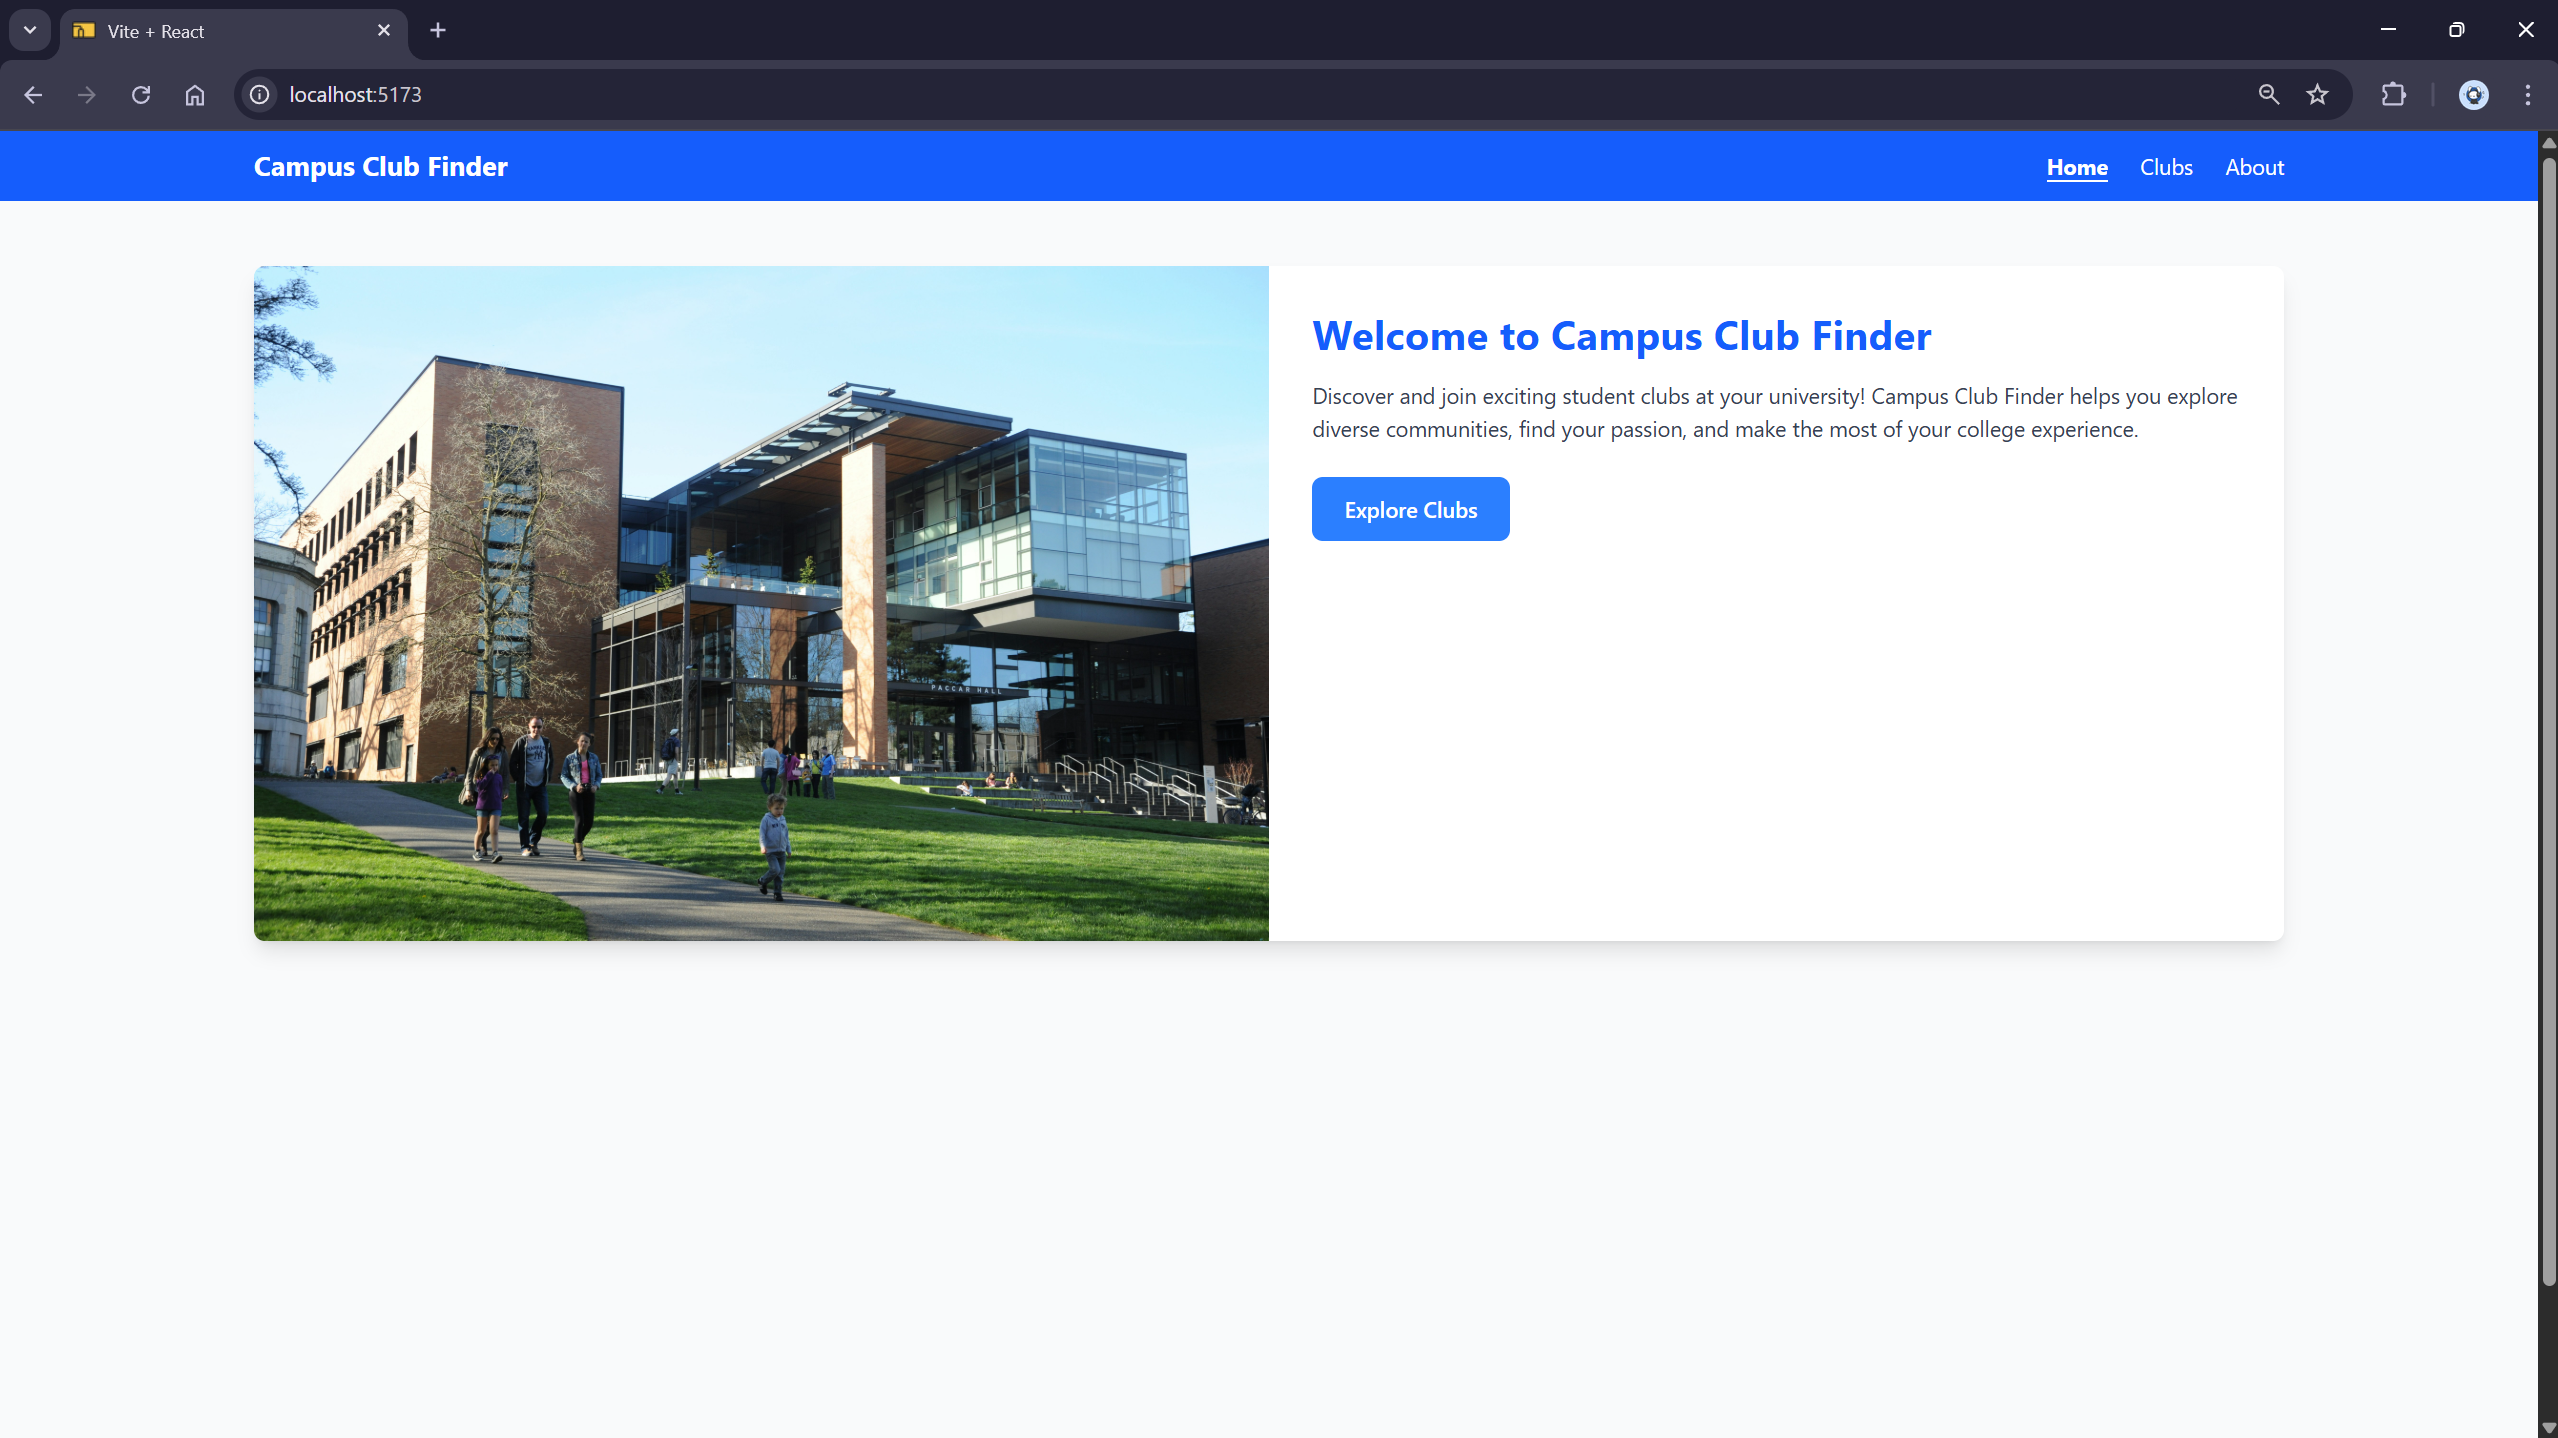 Vite + React
localhost:5173
Campus Club Finder
Home
Clubs
About
Welcome to Campus Club Finder
Discover and join exciting student clubs at your university! Campus Club Finder helps you explore
diverse communities, find your passion, and make the most of your college experience.
Explore Clubs
PACCAR HALL